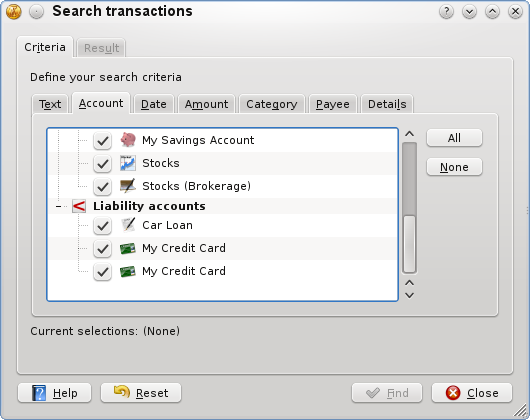 Search transactions
Criteria Result
Define your search criteria
Text Account Date Amount Category Payee Details
My Savings Account
All
Stocks
None
Stocks (Brokerage)
Liability accounts
Car Loan
My Credit Card
My Credit Card
Current selections: (None)
Help Reset Find Close